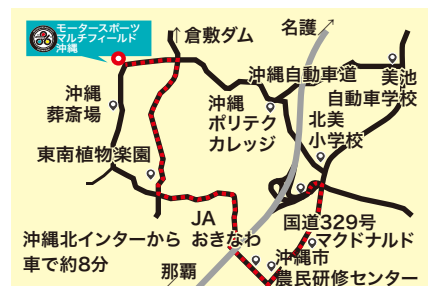 モータースポーツ
マルチフィールド
沖縄
↑倉敷ダム
名護↗
沖縄自動車道
美池
自動車学校
沖縄
葬斎場
沖縄
ポリテク
カレッジ
北美
小学校
東南植物楽園
JA
おきなわ
国道329号
マクドナルド
沖縄北インターから
車で約8分
那覇
沖縄市
農民研修センター